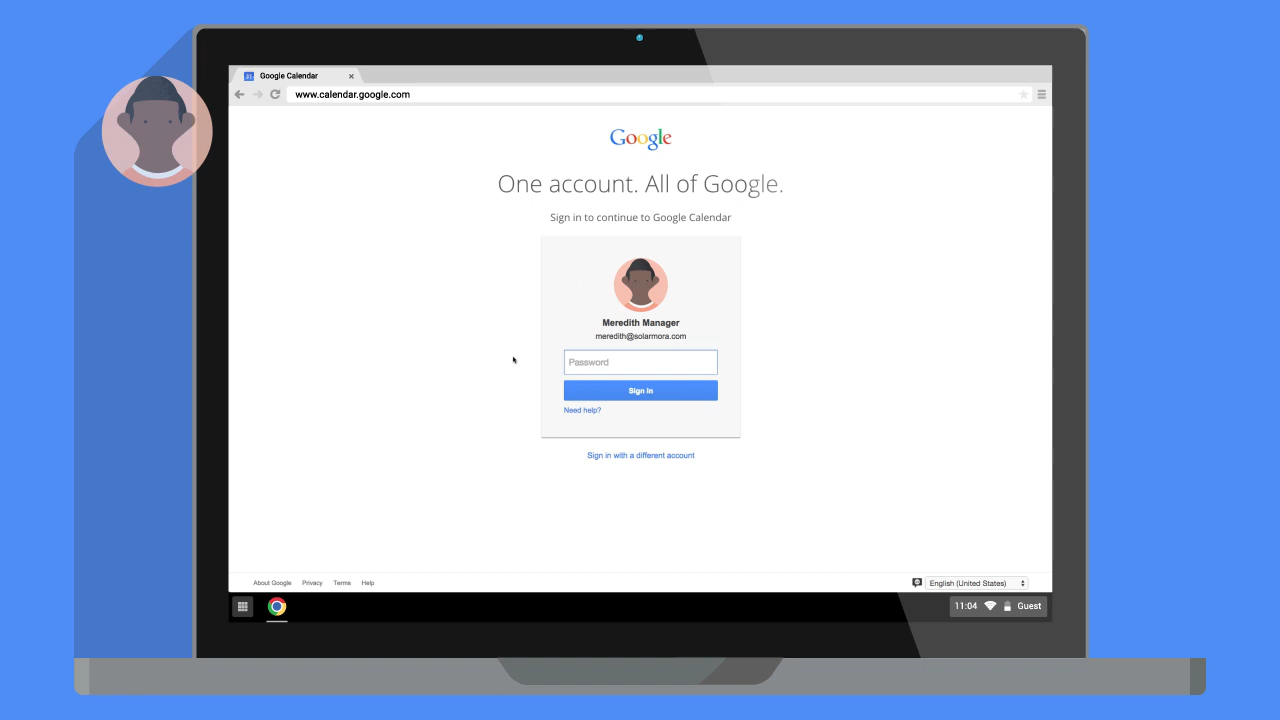 Google Calendar
www.calendar.google.com
Google
One account. All of Google.
Sign in to continue to Google Calendar
Meredith Manager
meredith@solarmora.com
Password
Sign in
Need help?
Sign in with a different account
About Google Privacy Terms Help
English (United States)
11:04 Guest